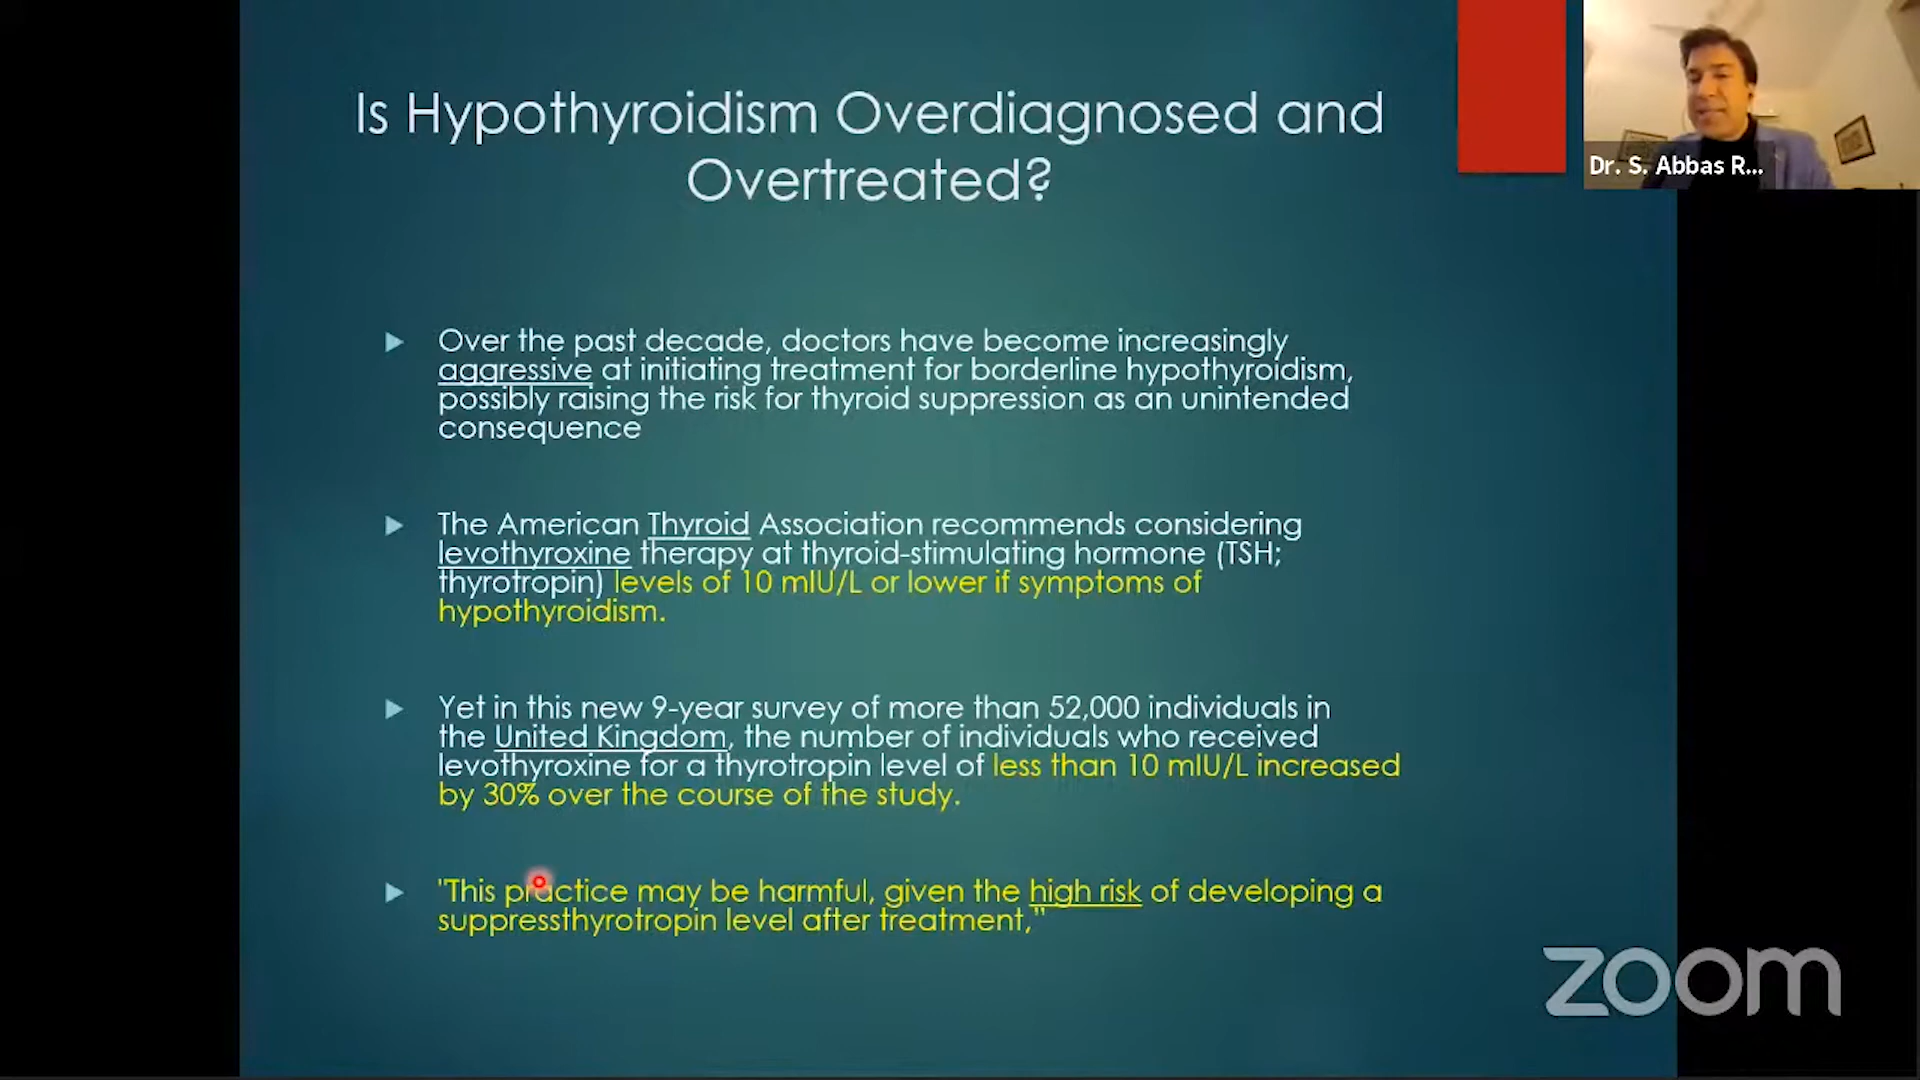 Is Hypothyroidism Overdiagnosed and
Overtreated?
Dr. S. Abbas R...
Over the past decade, doctors have become increasingly
aggressive at initiating treatment for borderline hypothyroidism,
possibly raising the risk for thyroid suppression as an unintended
consequence
The American Thyroid Association recommends considering
levothyroxine therapy at thyroid-stimulating hormone (TSH;
thyrotropin) levels of 10 mIU/L or lower if symptoms of
hypothyroidism.
Yet in this new 9-year survey of more than 52,000 individuals in
the United Kingdom, the number of individuals who received
levothyroxine for a thyrotropin level of less than 10 mIU/L increased
by 30% over the course of the study.
"This practice may be harmful, given the high risk of developing a
suppressthyrotropin level after treatment,"
zoom